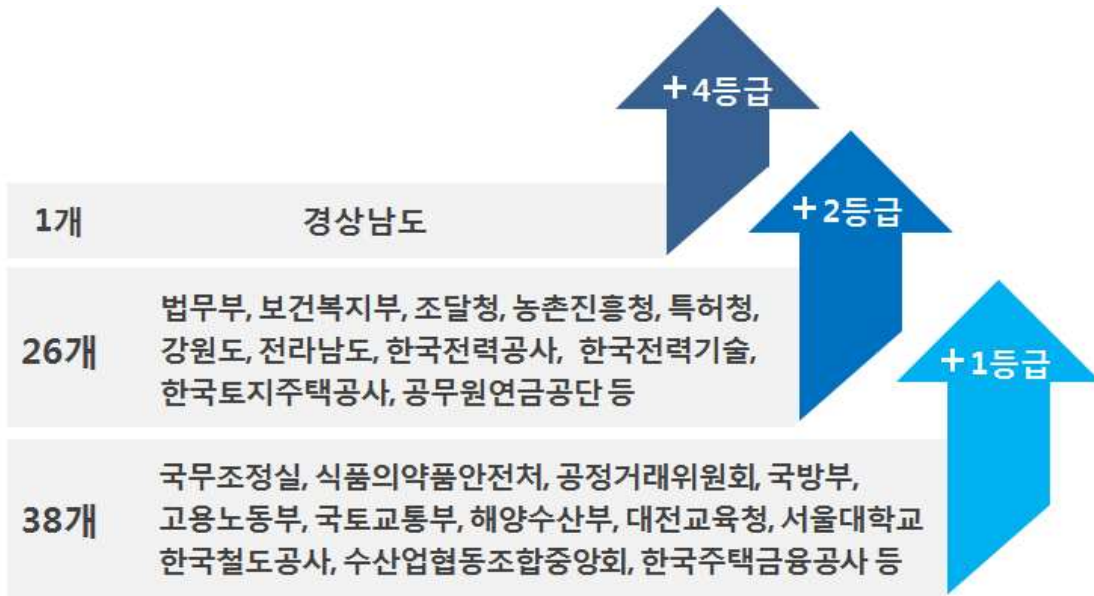 +4등급
1개 경상남도
+2등급
법무부, 보건복지부, 조달청, 농촌진흥청, 특허청,
26개 강원도, 전라남도, 한국전력공사, 한국전력기술,
한국토지주택공사, 공무원연금공단 등
+1등급
국무조정실, 식품의약품안전처, 공정거래위원회, 국방부,
38개 고용노동부, 국토교통부, 해양수산부, 대전교육청, 서울대학교
한국철도공사, 수산업협동조합중앙회, 한국주택금융공사 등